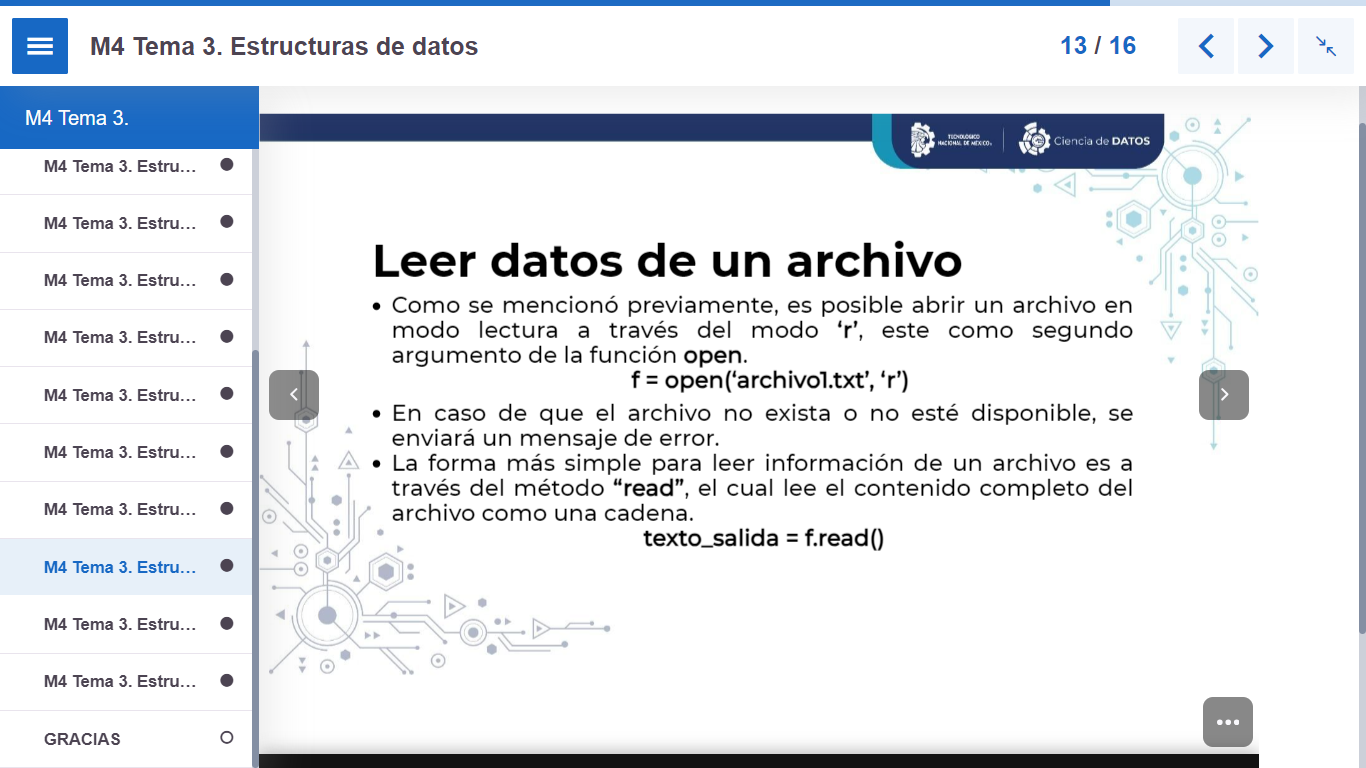 M4 Tema 3. Estructuras de datos
13 / 16
M4 Tema 3.
M4 Tema 3. Estru...
M4 Tema 3. Estru...
M4 Tema 3. Estru...
M4 Tema 3. Estru...
M4 Tema 3. Estru...
M4 Tema 3. Estru...
M4 Tema 3. Estru...
M4 Tema 3. Estru...
M4 Tema 3. Estru...
M4 Tema 3. Estru...
GRACIAS
TECNOLÓGICO
NACIONAL DE MÉXICO®
Ciencia de DATOS
Leer datos de un archivo
• Como se mencionó previamente, es posible abrir un archivo en
modo lectura a través del modo ‘r’, este como segundo
argumento de la función open.
f = open(‘archivo1.txt’, ‘r’)
• En caso de que el archivo no exista o no esté disponible, se
enviará un mensaje de error.
• La forma más simple para leer información de un archivo es a
través del método “read”, el cual lee el contenido completo del
archivo como una cadena.
texto_salida = f.read()